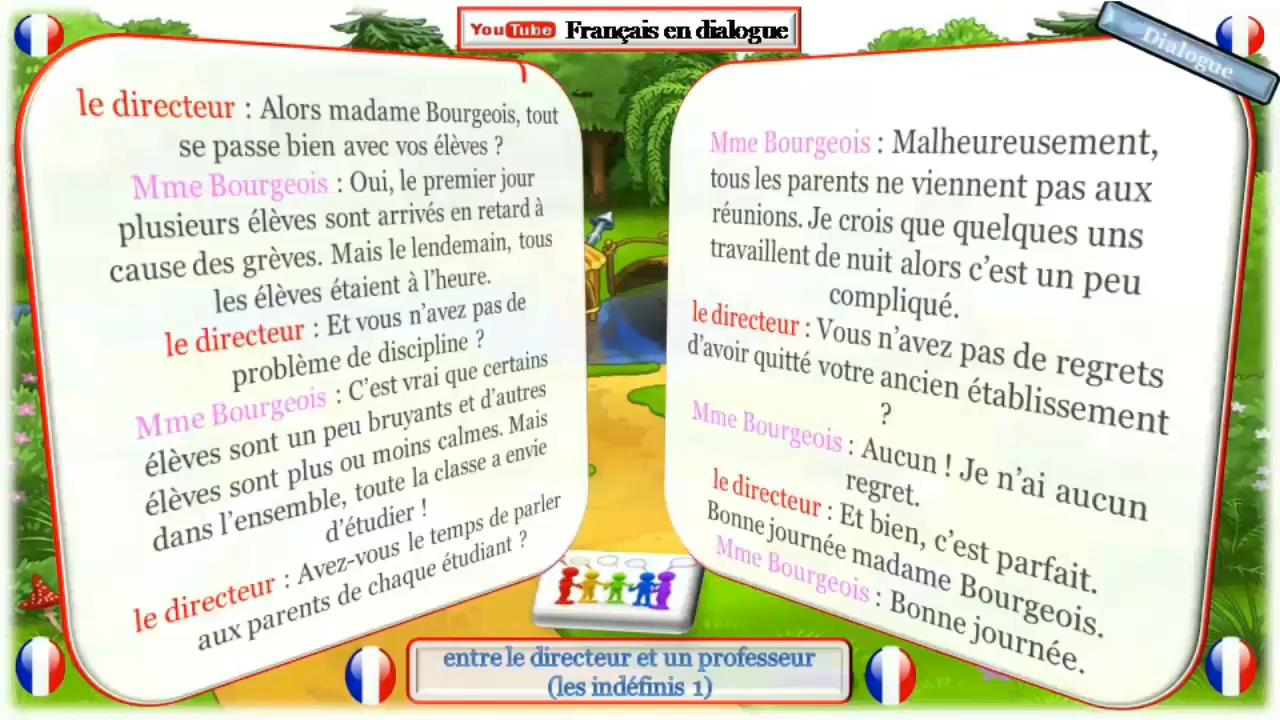 YouTube Français en dialogue
Dialogue
le directeur : Alors madame Bourgeois, tout
se passe bien avec vos élèves ?
Mme Bourgeois : Oui, le premier jour
plusieurs élèves sont arrivés en retard à
cause des grèves. Mais le lendemain, tous
les élèves étaient à l'heure.
le directeur : Et vous n'avez pas de
problème de discipline ?
Mme Bourgeois : C'est vrai que certains
élèves sont un peu bruyants et d'autres
élèves sont plus ou moins calmes. Mais
dans l'ensemble, toute la classe a envie
d'étudier !
le directeur : Avez-vous le temps de parler
aux parents de chaque étudiant ?
Mme Bourgeois : Malheureusement,
tous les parents ne viennent pas aux
réunions. Je crois que quelques uns
travaillent de nuit alors c'est un peu
compliqué.
le directeur : Vous n'avez pas de regrets
d'avoir quitté votre ancien établissement
?
Mme Bourgeois : Aucun ! Je n'ai aucun
regret.
le directeur : Et bien, c'est parfait.
Bonne journée madame Bourgeois.
Mme Bourgeois : Bonne journée.
entre le directeur et un professeur
(les indéfinis 1)